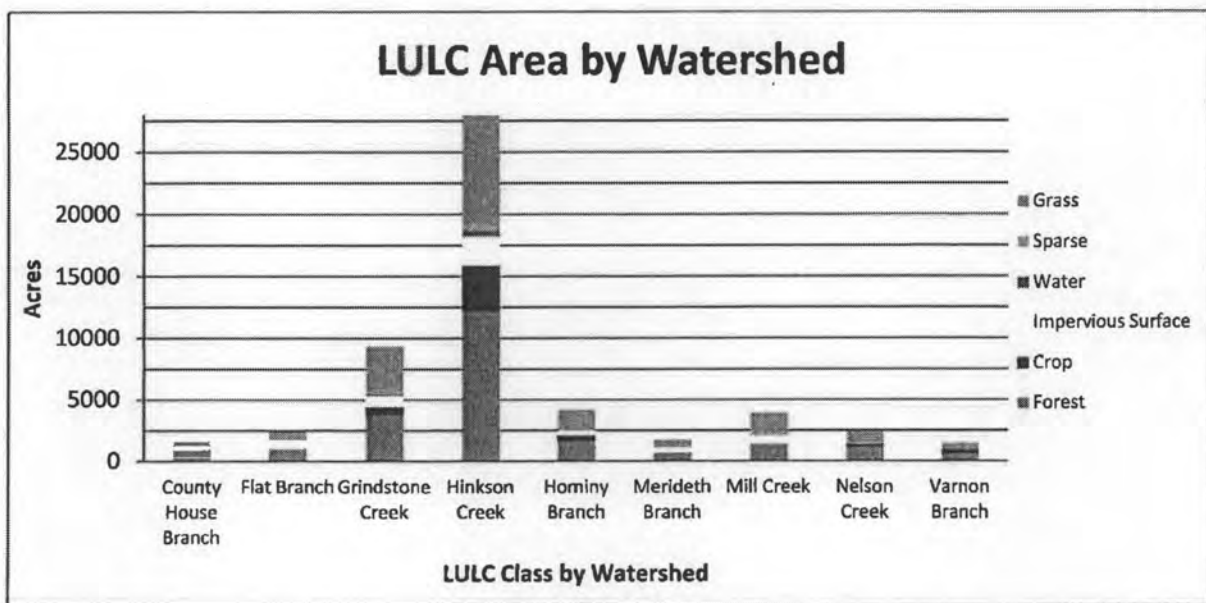 LULC Area by Watershed
25000
20000
15000
10000
5000
0
Acres
County House Branch
Flat Branch
Grindstone Creek
Hinkson Creek
Hominy Branch
Merideth Branch
Mill Creek
Nelson Creek
Varnon Branch
LULC Class by Watershed
Grass
Sparse
Water
Impervious Surface
Crop
Forest